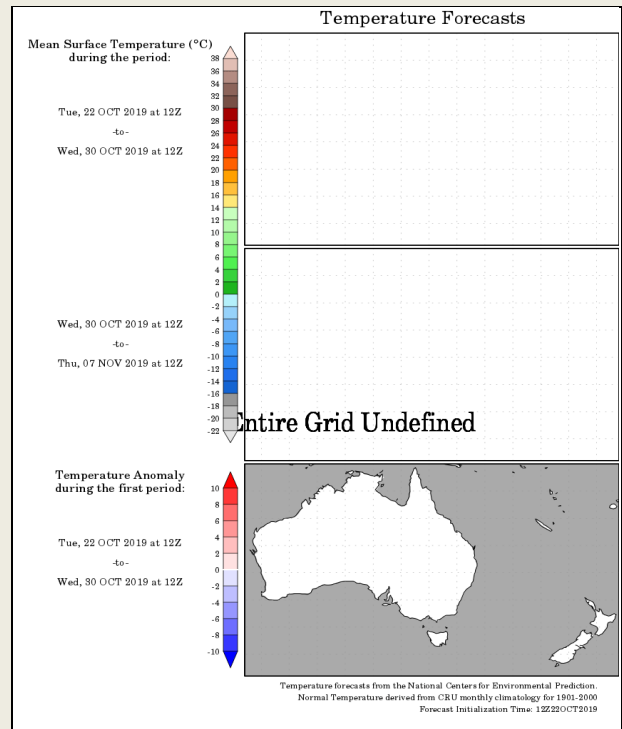 Temperature Forecasts
Mean Surface Temperature (°C)
during the period:
Tue, 22 OCT 2019 at 12Z
-to-
Wed, 30 OCT 2019 at 12Z
38
36
34
32
30
28
26
24
22
20
18
16
14
12
10
8
6
4
2
0
-2
-4
-6
-8
-10
-12
-14
-16
-18
-20
-22
Wed, 30 OCT 2019 at 12Z
-to-
Thu, 07 NOV 2019 at 12Z
Entire Grid Undefined
Temperature Anomaly
during the first period:
Tue, 22 OCT 2019 at 12Z
-to-
Wed, 30 OCT 2019 at 12Z
10
8
6
4
2
0
-2
-4
-6
-8
-10
Temperature forecasts from the National Centers for Environmental Prediction.
Normal Temperature derived from CRU monthly climatology for 1901-2000
Forecast Initialization Time: 12Z22OCT2019